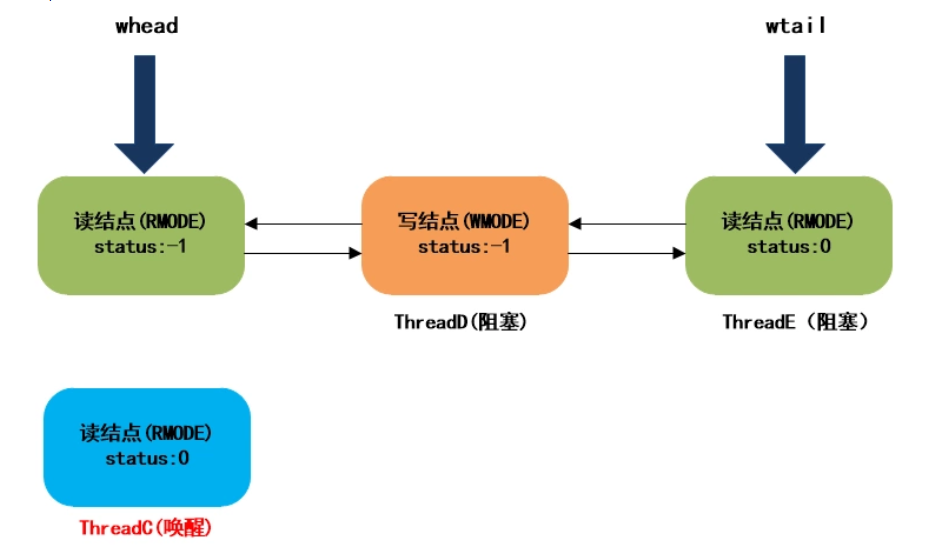 whead
wtail
读结点(RMODE)
status:-1
写结点(WMODE)
status:-1
读结点(RMODE)
status:0
ThreadD(阻塞)
ThreadE（阻塞）
读结点(RMODE)
status:0
ThreadC(唤醒)